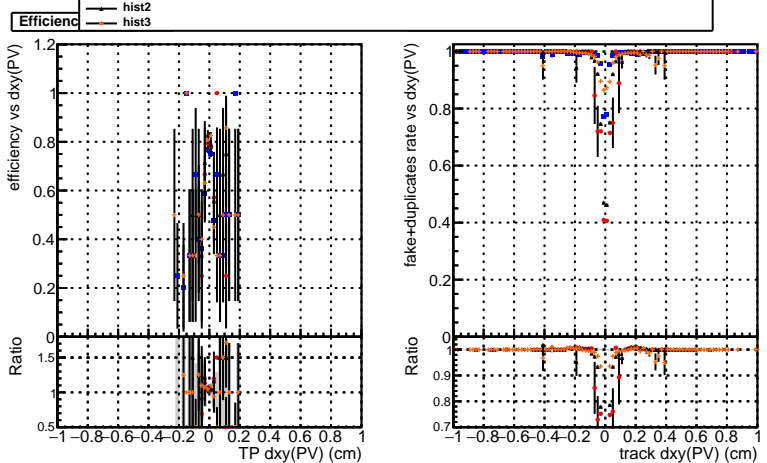 Efficienc
hist2
hist3
efficiency vs dxy(PV)
1.2
1
0.8
0.6
0.4
0.2
0
Ratio
1.5
1
0.5
−1 −0.8 −0.6 −0.4 −0.2 0 0.2 0.4 0.6 0.8 1
TP dxy(PV) (cm)
fake+duplicates rate vs dxy(PV)
1
0.8
0.6
0.4
0.2
0
Ratio
1
0.9
0.8
0.7
−1 −0.8 −0.6 −0.4 −0.2 0 0.2 0.4 0.6 0.8 1
track dxy(PV) (cm)